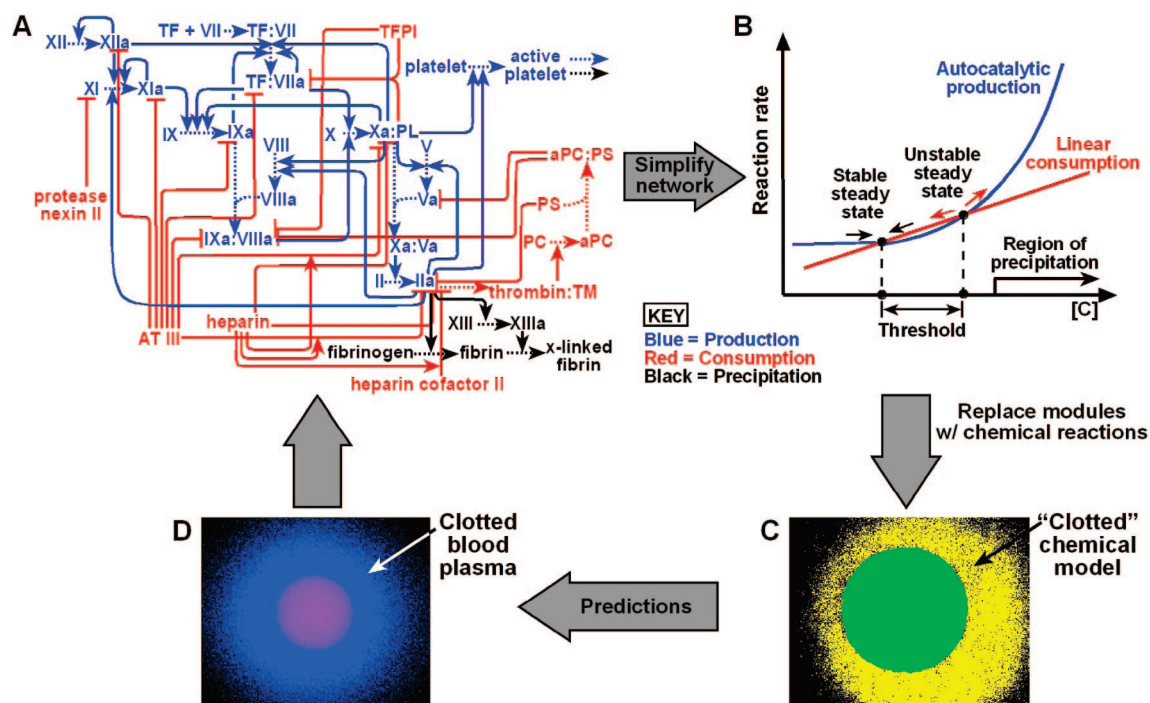 A
XII
XIIa
TF + VII
TF:VII
TFPI
platelet
active
platelet
XI
XIa
TF:VIIa
IX
IXa
VIII
X
Xa:PL
V
aPC:PS
protease
nexin II
VIIIa
Va
PS
IXa:VIIIa
Xa:Va
PC
aPC
II
IIa
thrombin:TM
AT III
heparin
XIII
XIIIa
fibrinogen
fibrin
x-linked
fibrin
heparin cofactor II
Simplify
network
B
Reaction rate
Autocatalytic
production
Linear
consumption
Unstable
steady
state
Stable
steady
state
Region of
precipitation
[C]
Threshold
KEY
Blue = Production
Red = Consumption
Black = Precipitation
Replace modules
w/ chemical reactions
C
“Clotted”
chemical
model
Predictions
D
Clotted
blood
plasma